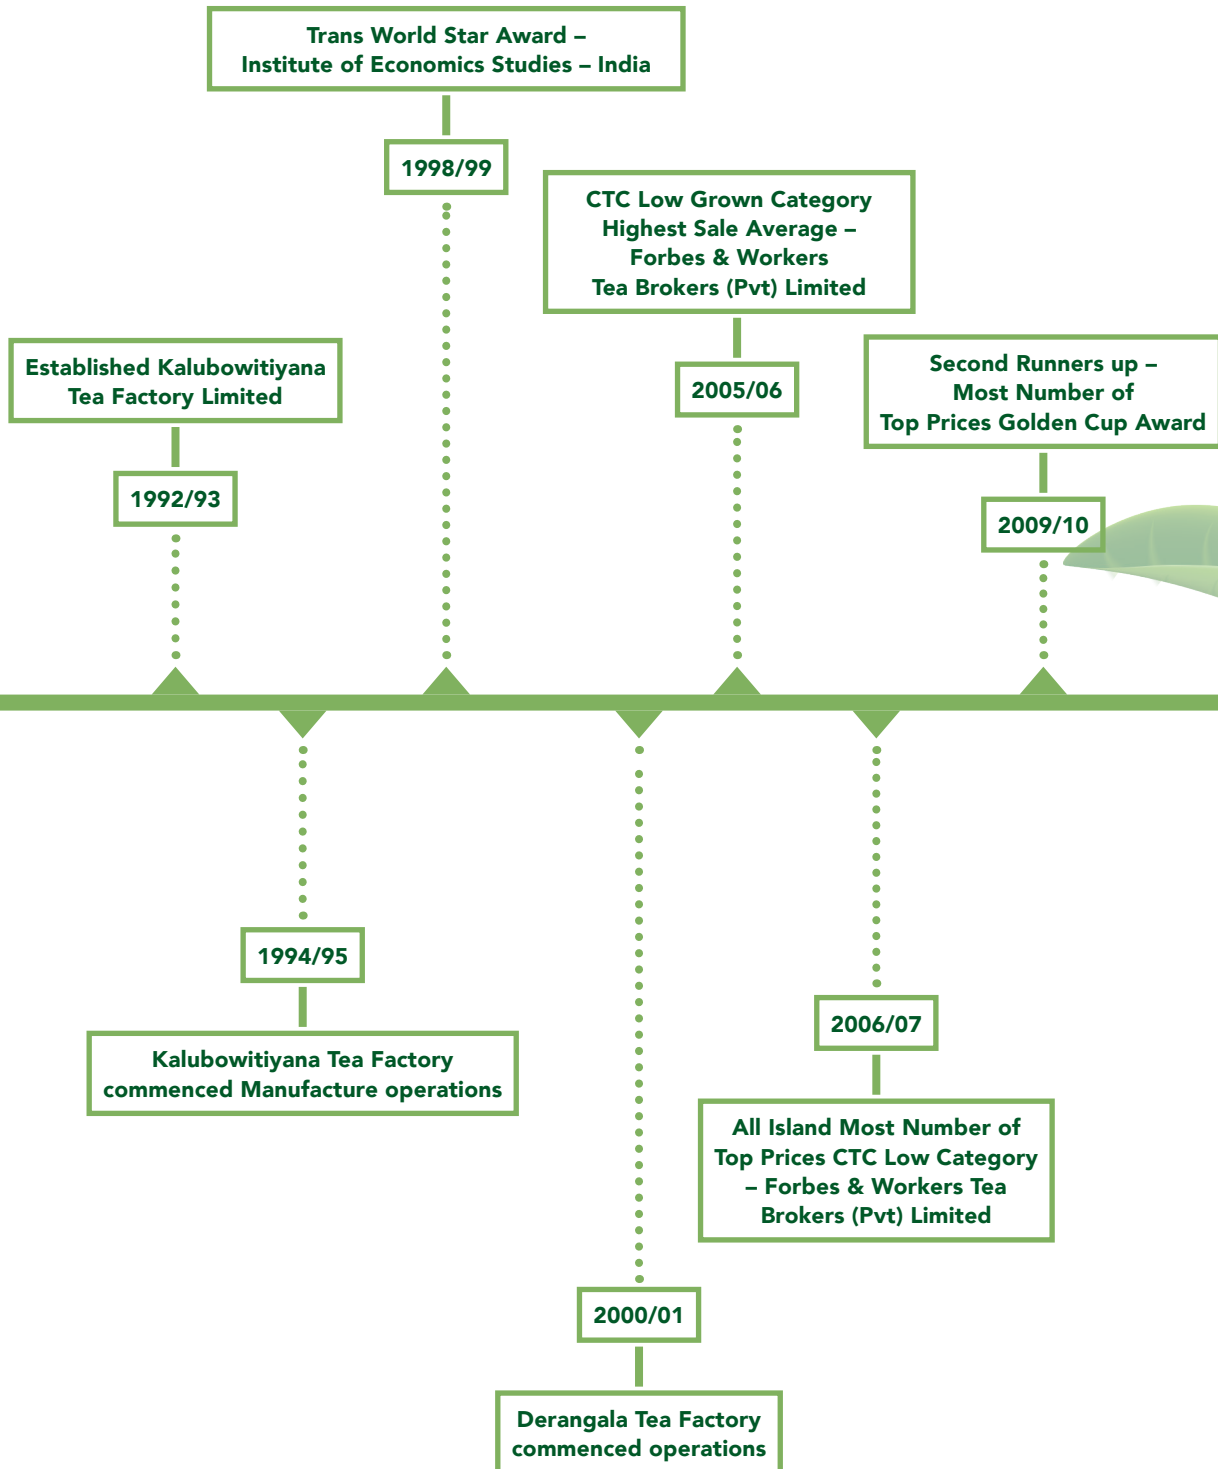 Trans World Star Award –
Institute of Economics Studies – India
1998/99
CTC Low Grown Category
Highest Sale Average –
Forbes & Workers
Tea Brokers (Pvt) Limited
2005/06
Established Kalubowitiyana
Tea Factory Limited
1992/93
Second Runners up –
Most Number of
Top Prices Golden Cup Award
2009/10
1994/95
Kalubowitiyana Tea Factory
commenced Manufacture operations
2006/07
All Island Most Number of
Top Prices CTC Low Category
– Forbes & Workers Tea
Brokers (Pvt) Limited
2000/01
Derangala Tea Factory
commenced operations